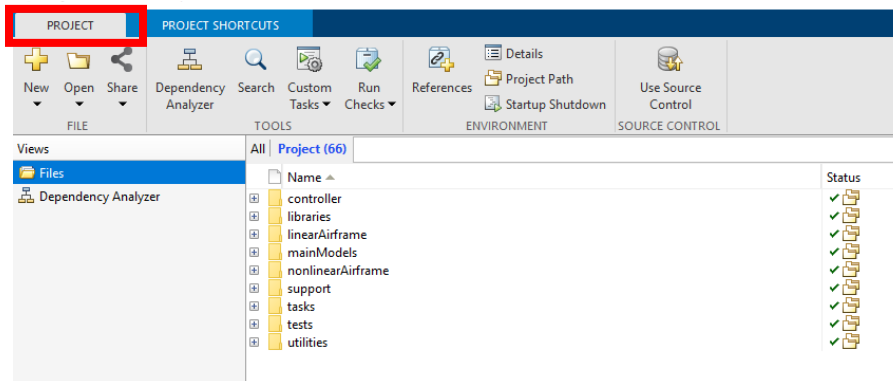 PROJECT
PROJECT SHORTCUTS
New
Open
Share
Dependency
Analyzer
Search
Custom
Tasks
Run
Checks
References
Details
Project Path
Startup Shutdown
Use Source
Control
FILE
TOOLS
ENVIRONMENT
SOURCE CONTROL
Views
All
Project (66)
Files
Dependency Analyzer
Name
Status
controller
libraries
linearAirframe
mainModels
nonlinearAirframe
support
tasks
tests
utilities